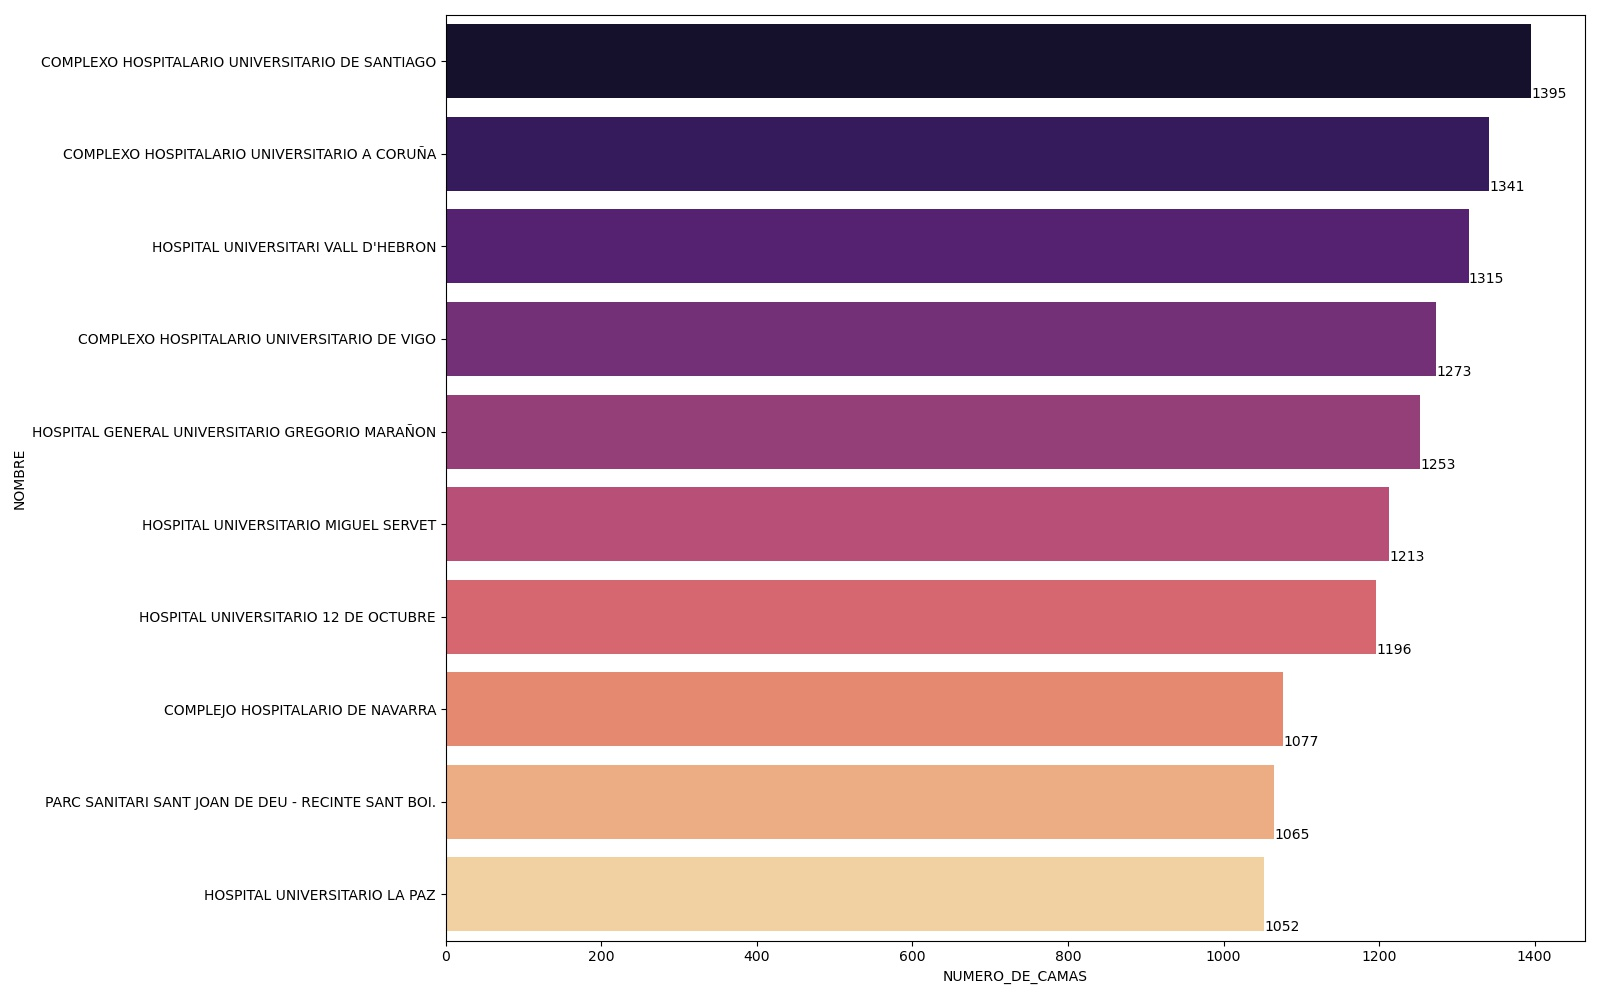 COMPLEXO HOSPITALARIO UNIVERSITARIO DE SANTIAGO
1395
COMPLEXO HOSPITALARIO UNIVERSITARIO A CORUÑA
1341
HOSPITAL UNIVERSITARI VALL D'HEBRON
1315
COMPLEXO HOSPITALARIO UNIVERSITARIO DE VIGO
1273
HOSPITAL GENERAL UNIVERSITARIO GREGORIO MARAÑON
1253
NOMBRE
HOSPITAL UNIVERSITARIO MIGUEL SERVET
1213
HOSPITAL UNIVERSITARIO 12 DE OCTUBRE
1196
COMPLEJO HOSPITALARIO DE NAVARRA
1077
PARC SANITARI SANT JOAN DE DEU - RECINTE SANT BOI.
1065
HOSPITAL UNIVERSITARIO LA PAZ
1052
0 200 400 600 800 1000 1200 1400
NUMERO_DE_CAMAS